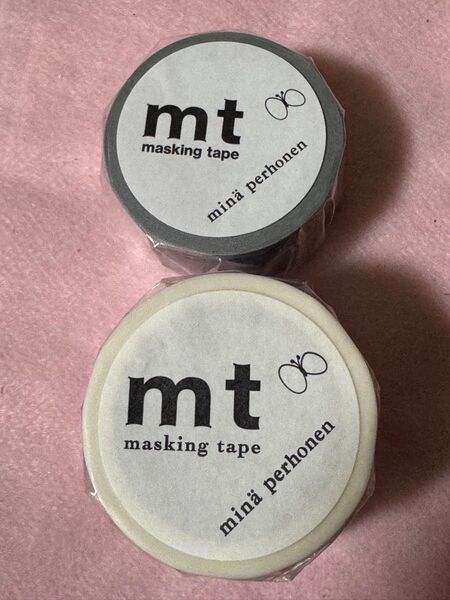 mt
masking tape
minä perhonen
mt
masking tape
minä perhonen